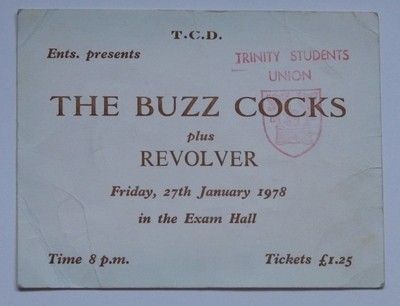 T.C.D.
Ents. presents
TRINITY STUDENTS
UNION
THE BUZZ COCKS
plus
REVOLVER
Friday, 27th January 1978
in the Exam Hall
Time 8 p.m. Tickets £1.25